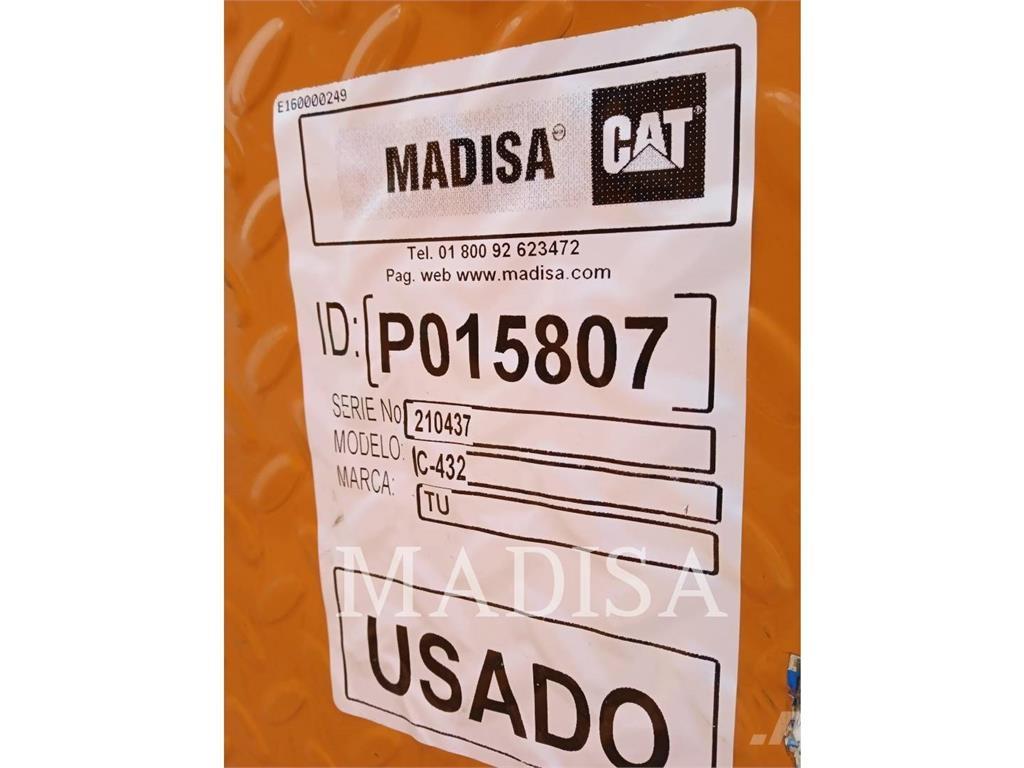 E160000249
MADISA CAT
Tel. 01 800 92 623472
Pag. web www.madisa.com
ID: P015807
SERIE No 210437
MODELO: C-432
MARCA: TU
MADISA
USADO